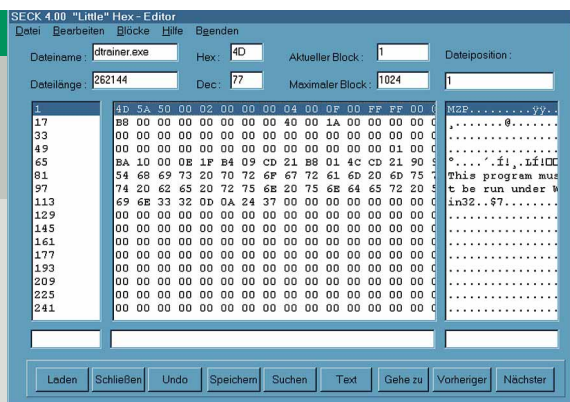 SECK 4.00 "Little" Hex - Editor
Datei Bearbeiten Blöcke Hilfe Beenden
Dateiname: dtrainer.exe Hex: 4D Aktueller Block: 1 Dateiposition:
Dateilänge: 262144 Dec: 77 Maximaler Block: 1024 1
1 4D 5A 50 00 02 00 00 00 04 00 0F 00 FF FF 00 MZP.........ÿÿ..
17 B8 00 00 00 00 00 00 00 40 00 1A 00 00 00 00 ¸.......@.......
33 00 00 00 00 00 00 00 00 00 00 00 00 00 00 00 ................
49 00 00 00 00 00 00 00 00 00 00 00 00 00 01 00 ................
65 BA 10 00 0E 1F B4 09 CD 21 B8 01 4C CD 21 90 º....´.Í!¸.LÍ!
81 54 68 69 73 20 70 72 6F 67 72 61 6D 20 6D 75 This program mus
97 74 20 62 65 20 72 75 6E 20 75 6E 64 65 72 20 t be run under W
113 69 6E 33 32 0D 0A 24 37 00 00 00 00 00 00 00 in32..$7........
129 00 00 00 00 00 00 00 00 00 00 00 00 00 00 00 ................
145 00 00 00 00 00 00 00 00 00 00 00 00 00 00 00 ................
161 00 00 00 00 00 00 00 00 00 00 00 00 00 00 00 ................
177 00 00 00 00 00 00 00 00 00 00 00 00 00 00 00 ................
193 00 00 00 00 00 00 00 00 00 00 00 00 00 00 00 ................
209 00 00 00 00 00 00 00 00 00 00 00 00 00 00 00 ................
225 00 00 00 00 00 00 00 00 00 00 00 00 00 00 00 ................
241 00 00 00 00 00 00 00 00 00 00 00 00 00 00 00 ................
Laden Schließen Undo Speichern Suchen Text Gehe zu Vorheriger Nächster